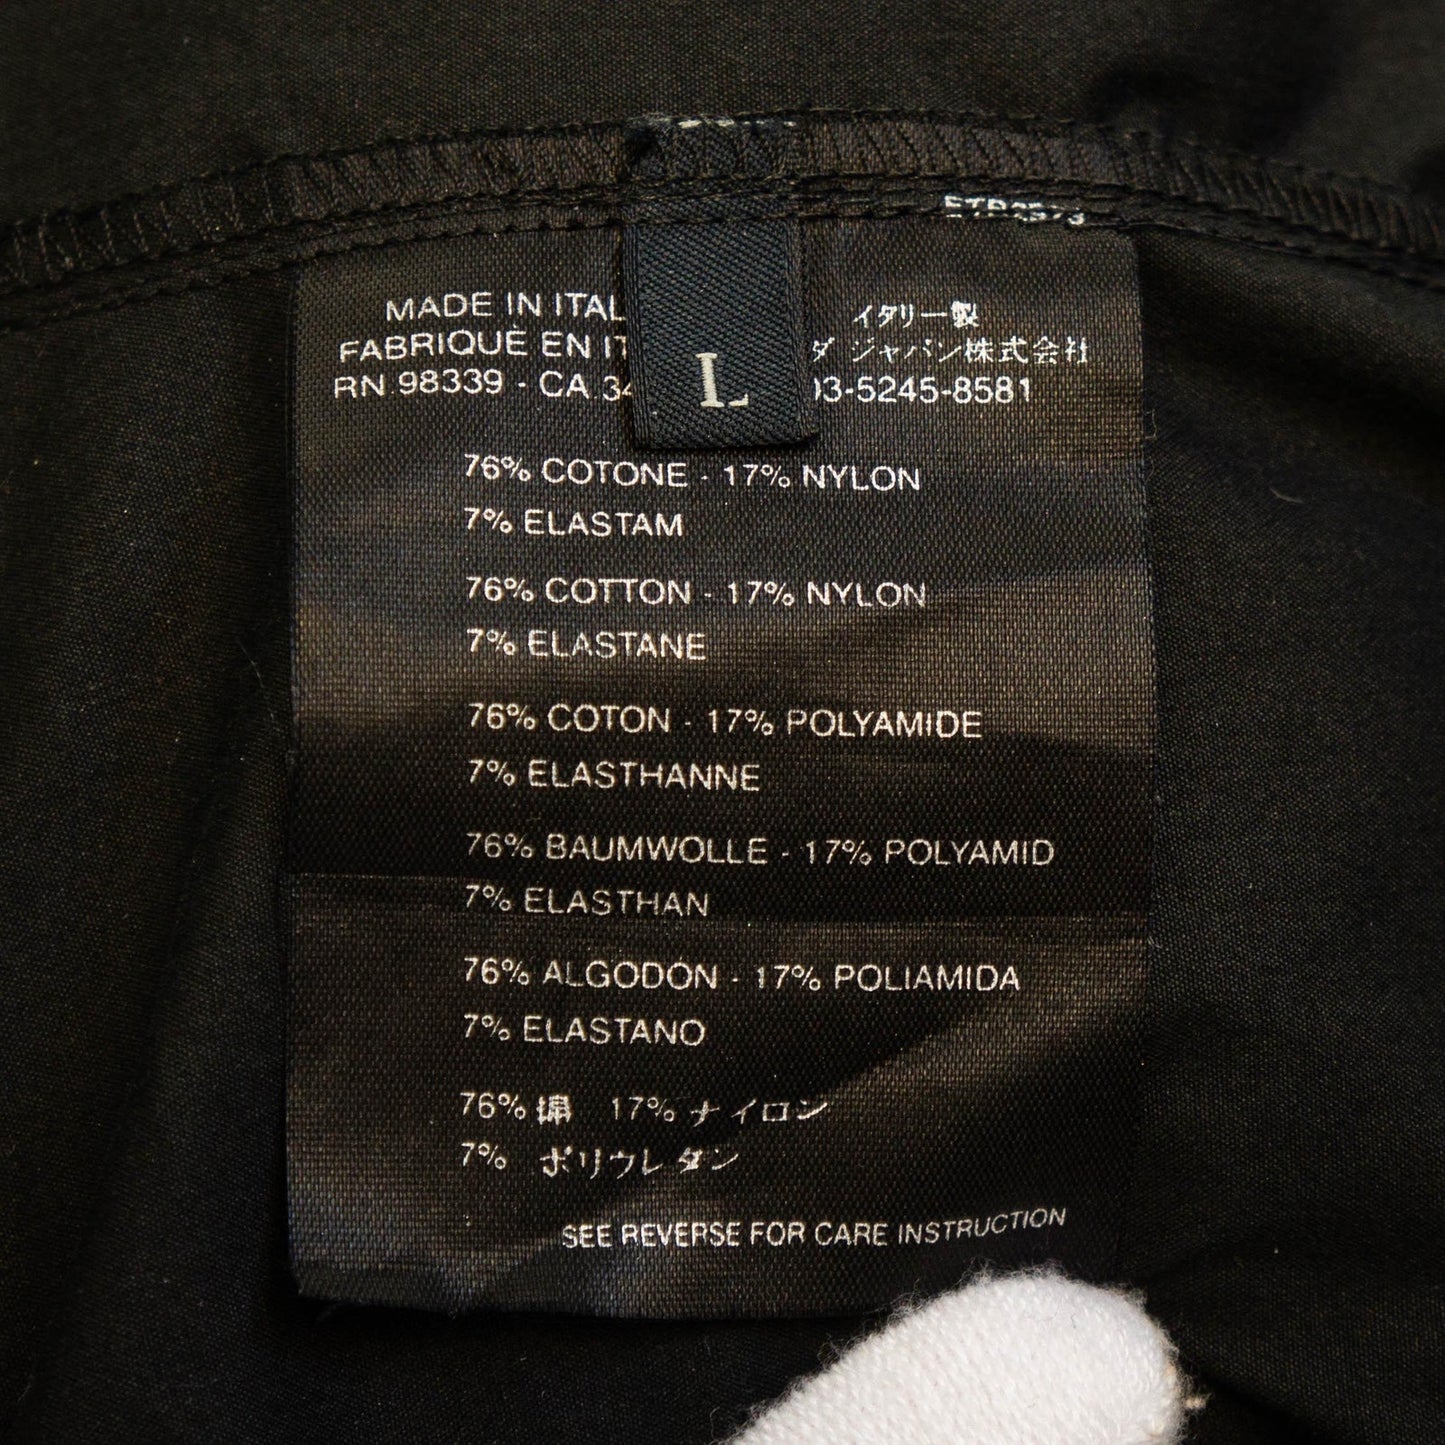 MADE IN ITAL
イタリー製
FABRIQUE EN IT
ダ ジャパン株式会社
RN 98339 - CA 34
03-5245-8581
L
76% COTONE - 17% NYLON
7% ELASTAM
76% COTTON - 17% NYLON
7% ELASTANE
76% COTON - 17% POLYAMIDE
7% ELASTHANNE
76% BAUMWOLLE - 17% POLYAMID
7% ELASTHAN
76% ALGODON - 17% POLIAMIDA
7% ELASTANO
76% 綿 17% ナイロン
7% ポリウレタン
SEE REVERSE FOR CARE INSTRUCTION